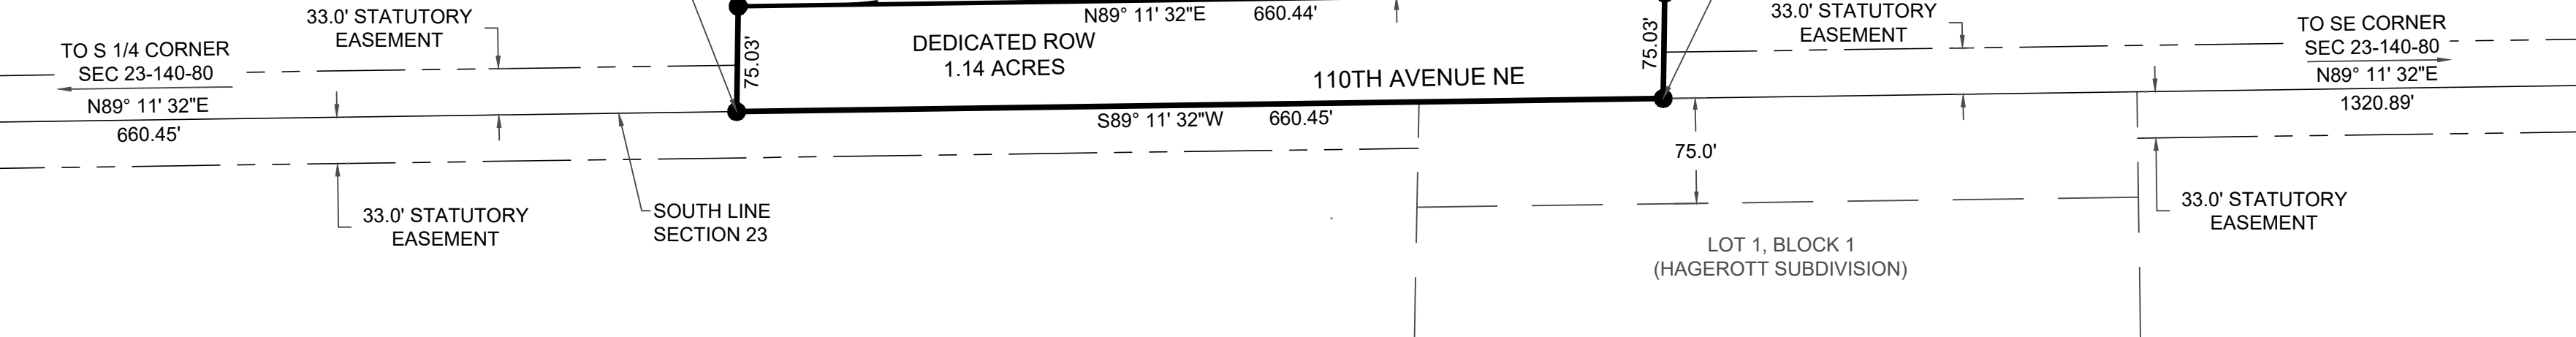 33.0' STATUTORY
EASEMENT
TO S 1/4 CORNER
SEC 23-140-80
N89° 11' 32"E
660.45'
33.0' STATUTORY
EASEMENT
SOUTH LINE
SECTION 23
75.03'
N89° 11' 32"E 660.44'
DEDICATED ROW
1.14 ACRES
110TH AVENUE NE
S89° 11' 32"W 660.45'
75.03'
75.0'
LOT 1, BLOCK 1
(HAGEROTT SUBDIVISION)
33.0' STATUTORY
EASEMENT
TO SE CORNER
SEC 23-140-80
N89° 11' 32"E
1320.89'
33.0' STATUTORY
EASEMENT